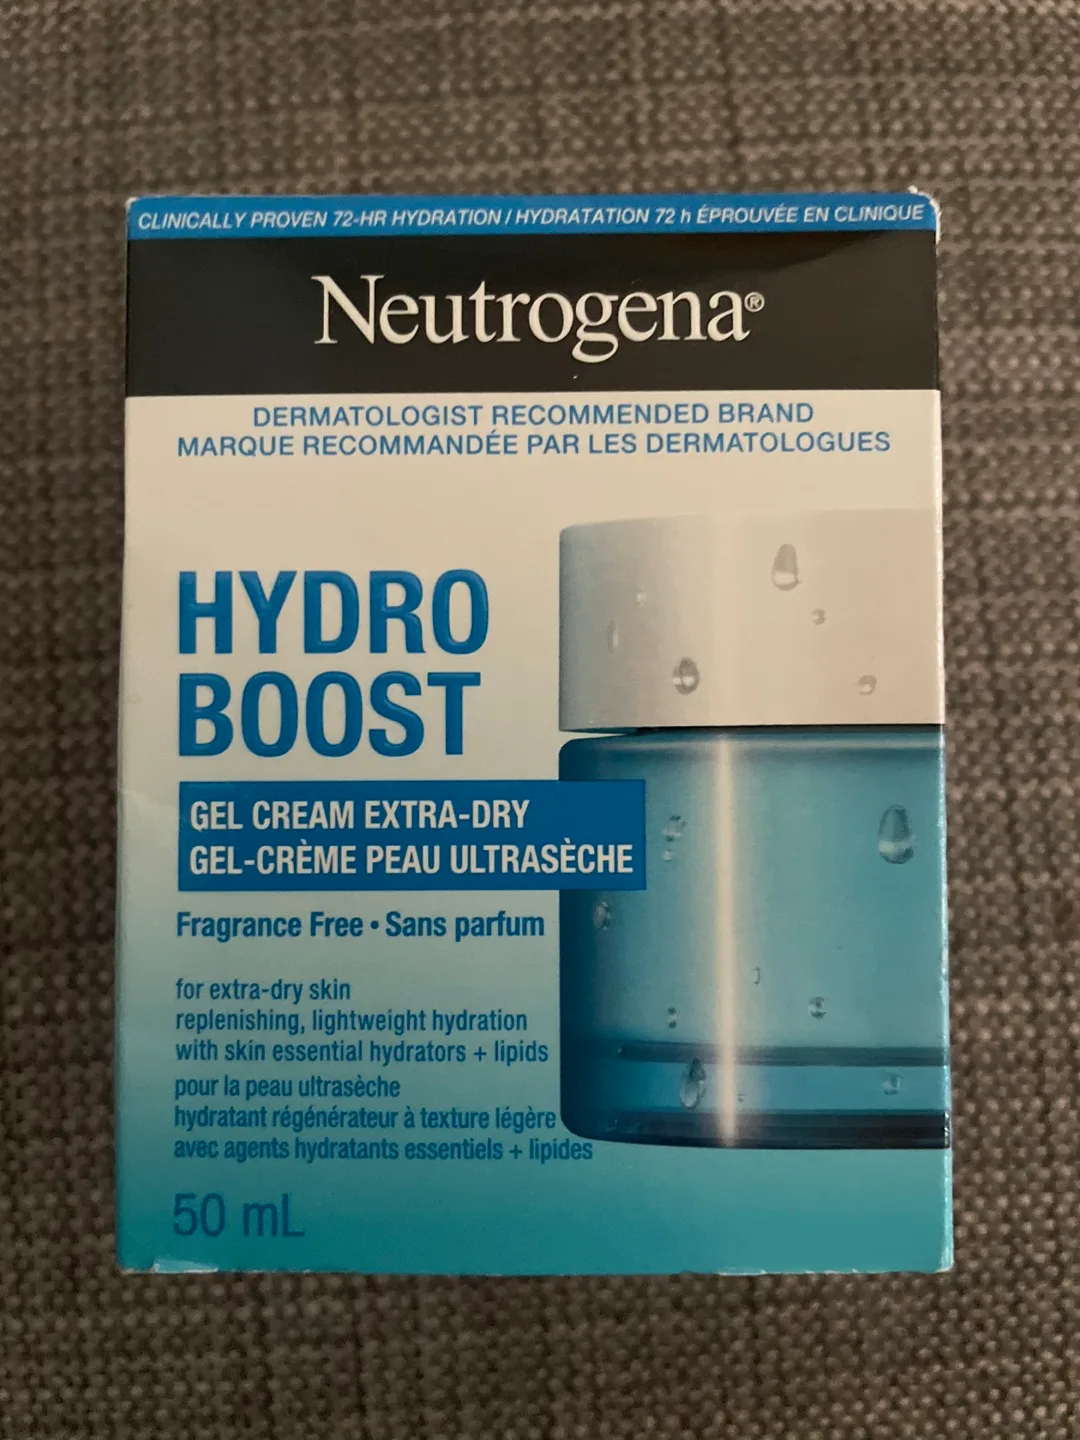 CLINICALLY PROVEN 72-HR HYDRATION / HYDRATATION 72 h ÉPROUVÉE EN CLINIQUE
Neutrogena®
DERMATOLOGIST RECOMMENDED BRAND
MARQUE RECOMMANDÉE PAR LES DERMATOLOGUES
HYDRO
BOOST
GEL CREAM EXTRA-DRY
GEL-CRÈME PEAU ULTRASÈCHE
Fragrance Free • Sans parfum
for extra-dry skin
replenishing, lightweight hydration
with skin essential hydrators + lipids
pour la peau ultrasèche
hydratant régénérateur à texture légère
avec agents hydratants essentiels + lipides
50 mL